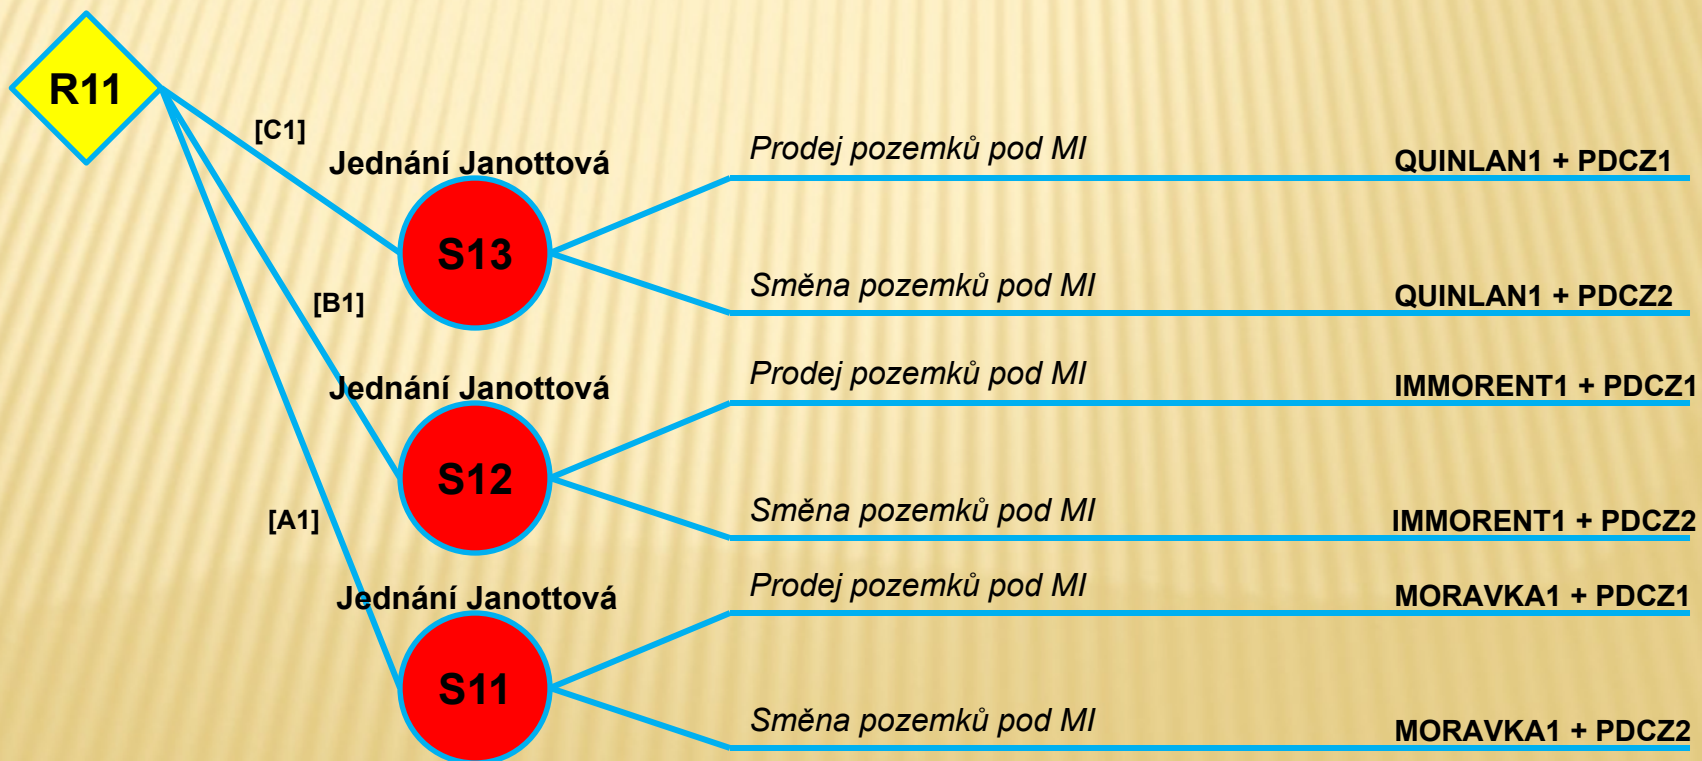 R11
[C1]
Jednání Janottová
S13
Prodej pozemků pod MI
QUINLAN1 + PDCZ1
Směna pozemků pod MI
QUINLAN1 + PDCZ2
[B1]
Jednání Janottová
S12
Prodej pozemků pod MI
IMMORENT1 + PDCZ1
Směna pozemků pod MI
IMMORENT1 + PDCZ2
[A1]
Jednání Janottová
S11
Prodej pozemků pod MI
MORAVKA1 + PDCZ1
Směna pozemků pod MI
MORAVKA1 + PDCZ2